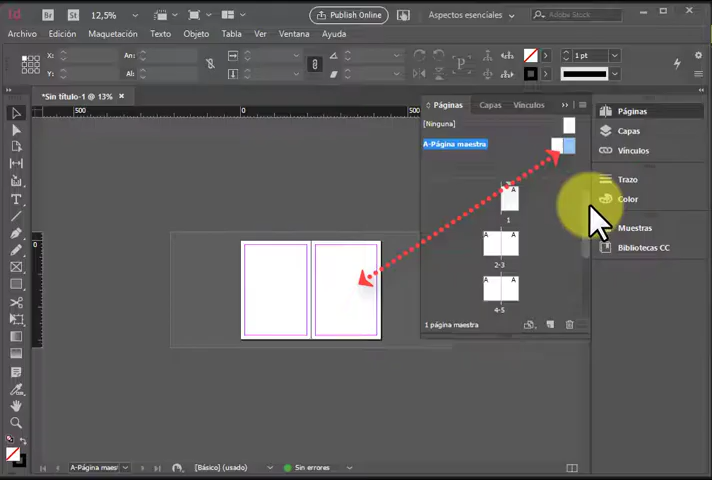 Id Br St 12,5% Publish Online Aspectos esenciales Adobe Stock
Archivo Edición Maquetación Texto Objeto Tabla Ver Ventana Ayuda
X: An: 1 pt
Y: Al: P
*Sin título-1 @ 13% ×
500 0 500
Páginas Capas Vínculos
[Ninguna]
A-Página maestra
A
1
A A
2-3
A A
4-5
1 página maestra
Páginas
Capas
Vínculos
Trazo
Color
Muestras
Bibliotecas CC
0
T
A-Página maest [Básico] (usado) Sin errores